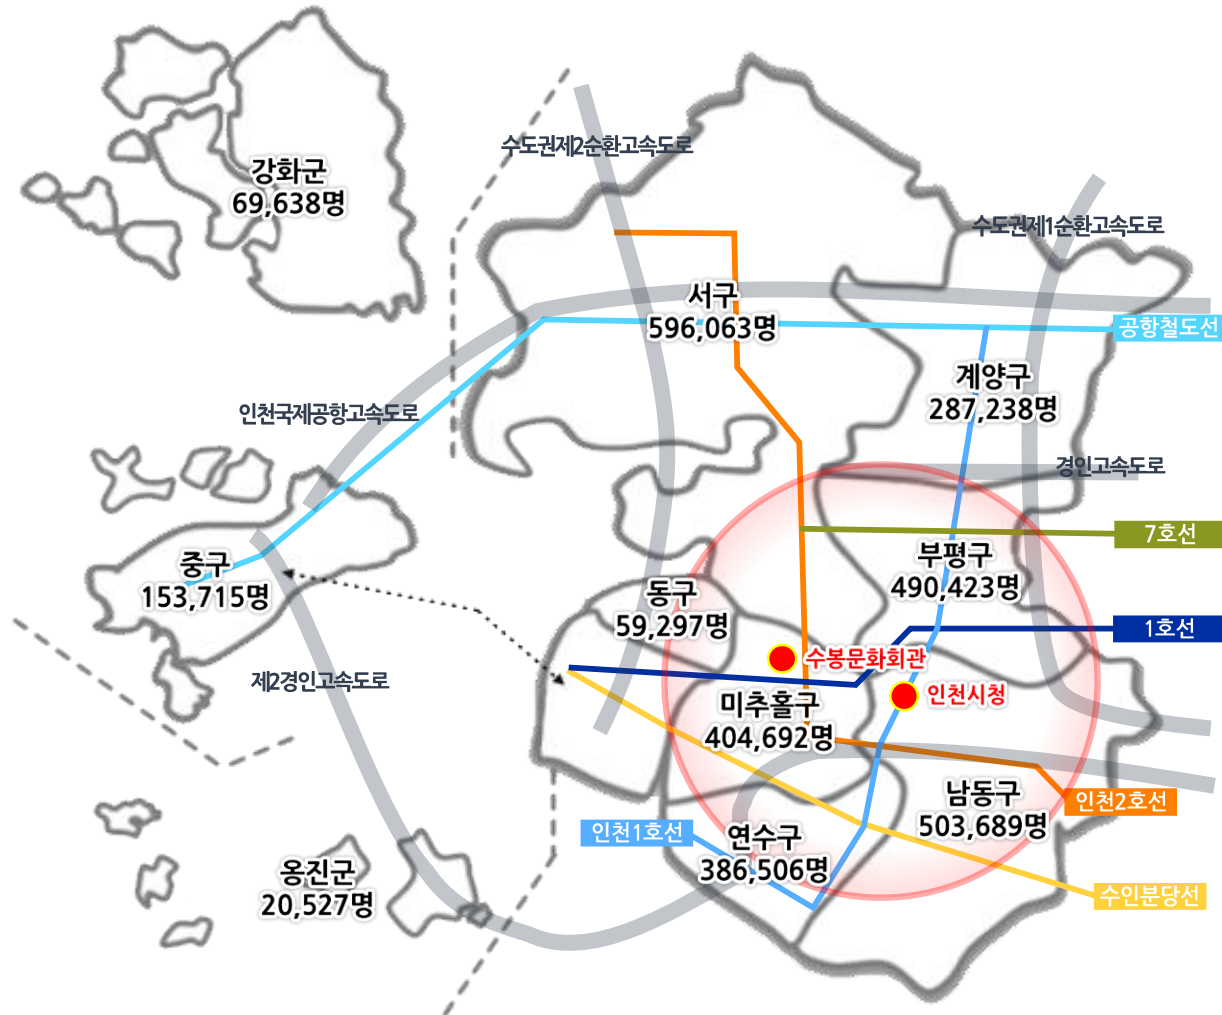 수도권제2순환고속도로
강화군
69,638명
수도권제1순환고속도로
서구
596,063명
공항철도선
계양구
287,238명
인천국제공항고속도로
경인고속도로
7호선
부평구
490,423명
중구
153,715명
동구
59,297명
1호선
수봉문화회관
제2경인고속도로
인천시청
미추홀구
404,692명
남동구
503,689명
인천2호선
인천1호선
연수구
386,506명
옹진군
20,527명
수인분당선